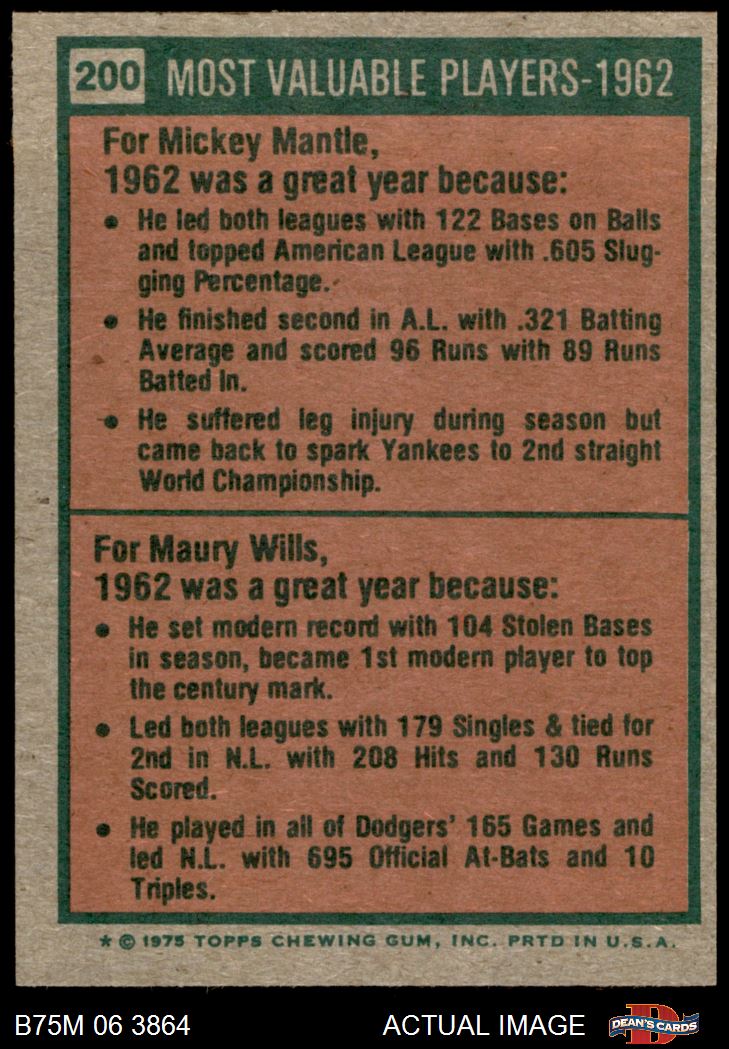 200 MOST VALUABLE PLAYERS-1962
For Mickey Mantle,
1962 was a great year because:
• He led both leagues with 122 Bases on Balls
and topped American League with .605 Slug-
ging Percentage.
• He finished second in A.L. with .321 Batting
Average and scored 96 Runs with 89 Runs
Batted In.
• He suffered leg injury during season but
came back to spark Yankees to 2nd straight
World Championship.
For Maury Wills,
1962 was a great year because:
• He set modern record with 104 Stolen Bases
in season, became 1st modern player to top
the century mark.
• Led both leagues with 179 Singles & tied for
2nd in N.L. with 208 Hits and 130 Runs
Scored.
• He played in all of Dodgers' 165 Games and
led N.L. with 695 Official At-Bats and 10
Triples.
* © 1975 TOPPS CHEWING GUM, INC. PRTD IN U.S.A.
B75M 06 3864 ACTUAL IMAGE D DEAN'S CARDS